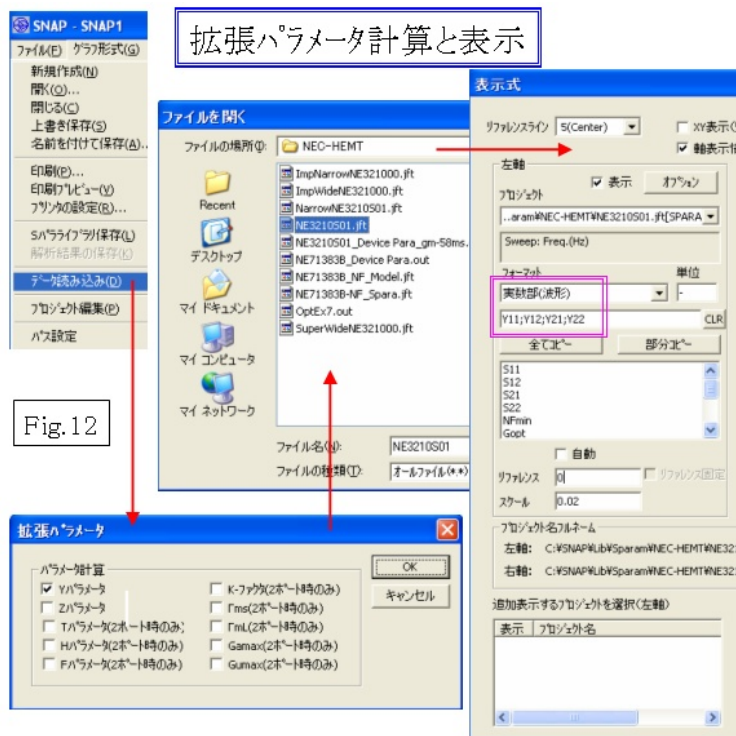 SNAP - SNAP1
ファイル(F) グラフ形式(G)
新規作成(N)
開く(O)...
閉じる(C)
上書き保存(S)
名前を付けて保存(A)..
印刷(P)...
印刷プレビュー(V)
プリンタの設定(R)...
Sパラライブラリ保存(L)
解析結果の保存(K)
データ読み込み(D)
プロジェクト編集(P)
パス設定
拡張パラメータ計算と表示
Fig.12
ファイルを開く
ファイルの場所(I):
NEC-HEMT
Recent
デスクトップ
マイ ドキュメント
マイ コンピュータ
マイ ネットワーク
ImpNarrowNE321000.jft
ImpWideNE321000.jft
NarrowNE3210S01.jft
NE3210S01.jft
NE3210S01_Device Para_gm-58ms.
NE71383B_Device Para.out
NE71383B_NF_Model.jft
NE71383B-NF_Spara.jft
OptEx7.out
SuperWideNE321000.jft
ファイル名(N):
NE3210S01
ファイルの種類(T):
オールファイル(*.*)
拡張パラメータ
パラメータ計算
Yパラメータ
Zパラメータ
Tパラメータ(2ポート時のみ)
Hパラメータ(2ポート時のみ)
Fパラメータ(2ポート時のみ)
K-ファクタ(2ポート時のみ)
Γms(2ポート時のみ)
ΓmL(2ポート時のみ)
Gamax(2ポート時のみ)
Gumax(2ポート時のみ)
OK
キャンセル
表示式
リファレンスライン
5(Center)
XY表示(
軸表示
左軸
表示
オプション
プロジェクト
..aram¥NEC-HEMT¥NE3210S01.jft[SPARA
Sweep: Freq.(Hz)
フォーマット
単位
実数部(波形)
-
Y11;Y12;Y21;Y22
CLR
全てコピー
部分コピー
S11
S12
S21
S22
NFmin
Gopt
自動
リファレンス
0
リファレンス固定
スケール
0.02
プロジェクト名フルネーム
左軸: C:¥SNAP¥Lib¥Sparam¥NEC-HEMT¥NE32
右軸: C:¥SNAP¥Lib¥Sparam¥NEC-HEMT¥NE32
追加表示するプロジェクトを選択(左軸)
表示
プロジェクト名